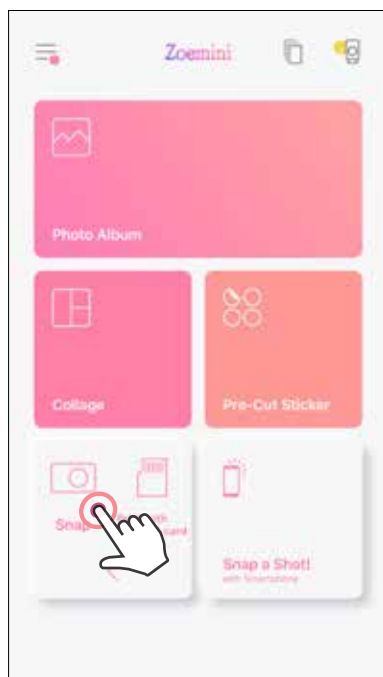 Zoemini
Photo Album
Collage
Pre-Cut Sticker
Snap
Snap a Shot!
with Smartphone